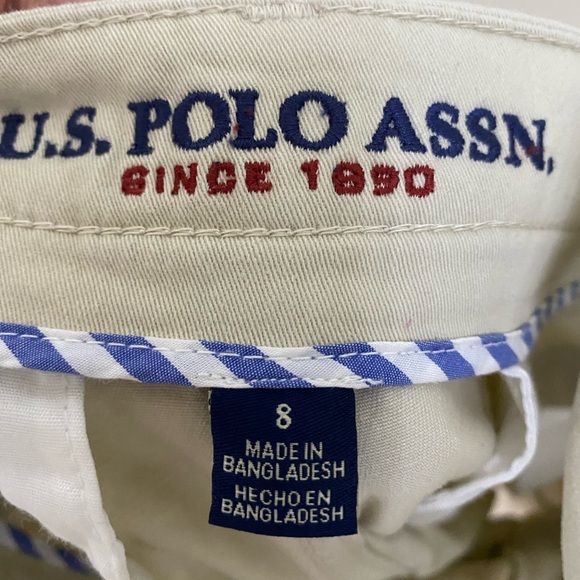 U.S. POLO ASSN.
SINCE 1890
8
MADE IN
BANGLADESH
HECHO EN
BANGLADESH